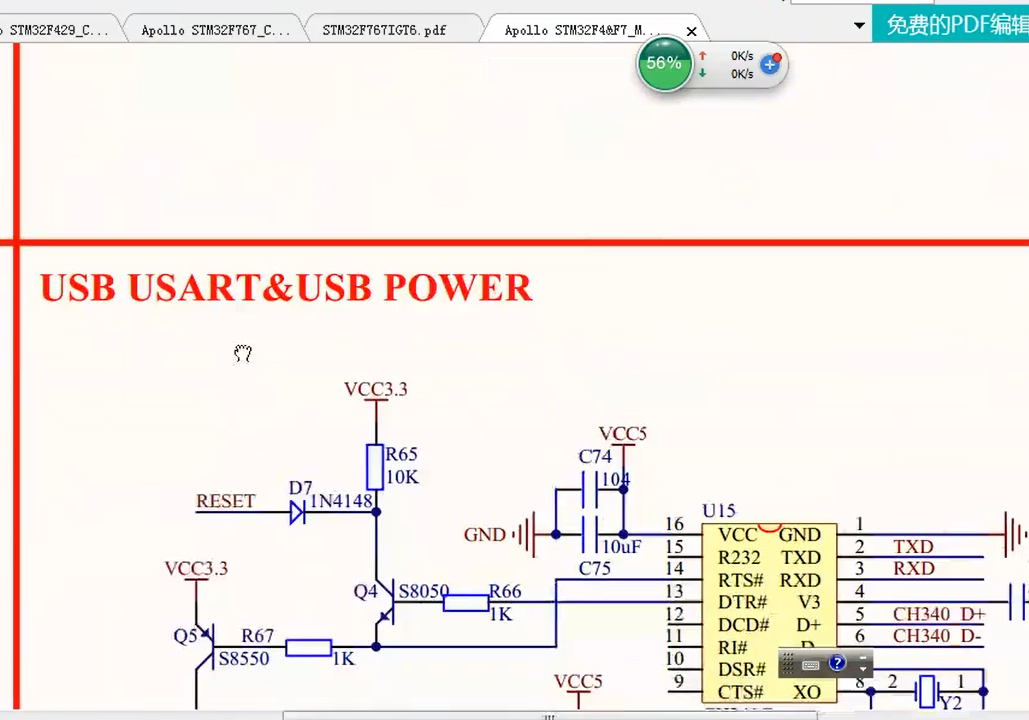 STM32F429_C... Apollo STM32F767_C... STM32F767IGT6.pdf Apollo STM32F4&F7_M... 免费的PDF编辑
56% 0K/s
0K/s
USB USART&USB POWER
VCC3.3
R65
10K
RESET
D7
1N4148
VCC3.3
Q4
S8050
R66
1K
Q5
R67
S8550
1K
VCC5
C74
104
GND
10uF
C75
VCC5
U15
16 VCC GND 1
15 R232 TXD 2 TXD
14 RTS# RXD 3 RXD
13 DTR# V3 4
12 DCD# D+ 5 CH340_D+
11 RI# 6 CH340_D-
10 DSR#
9 CTS# XO 8 2 1
Y2